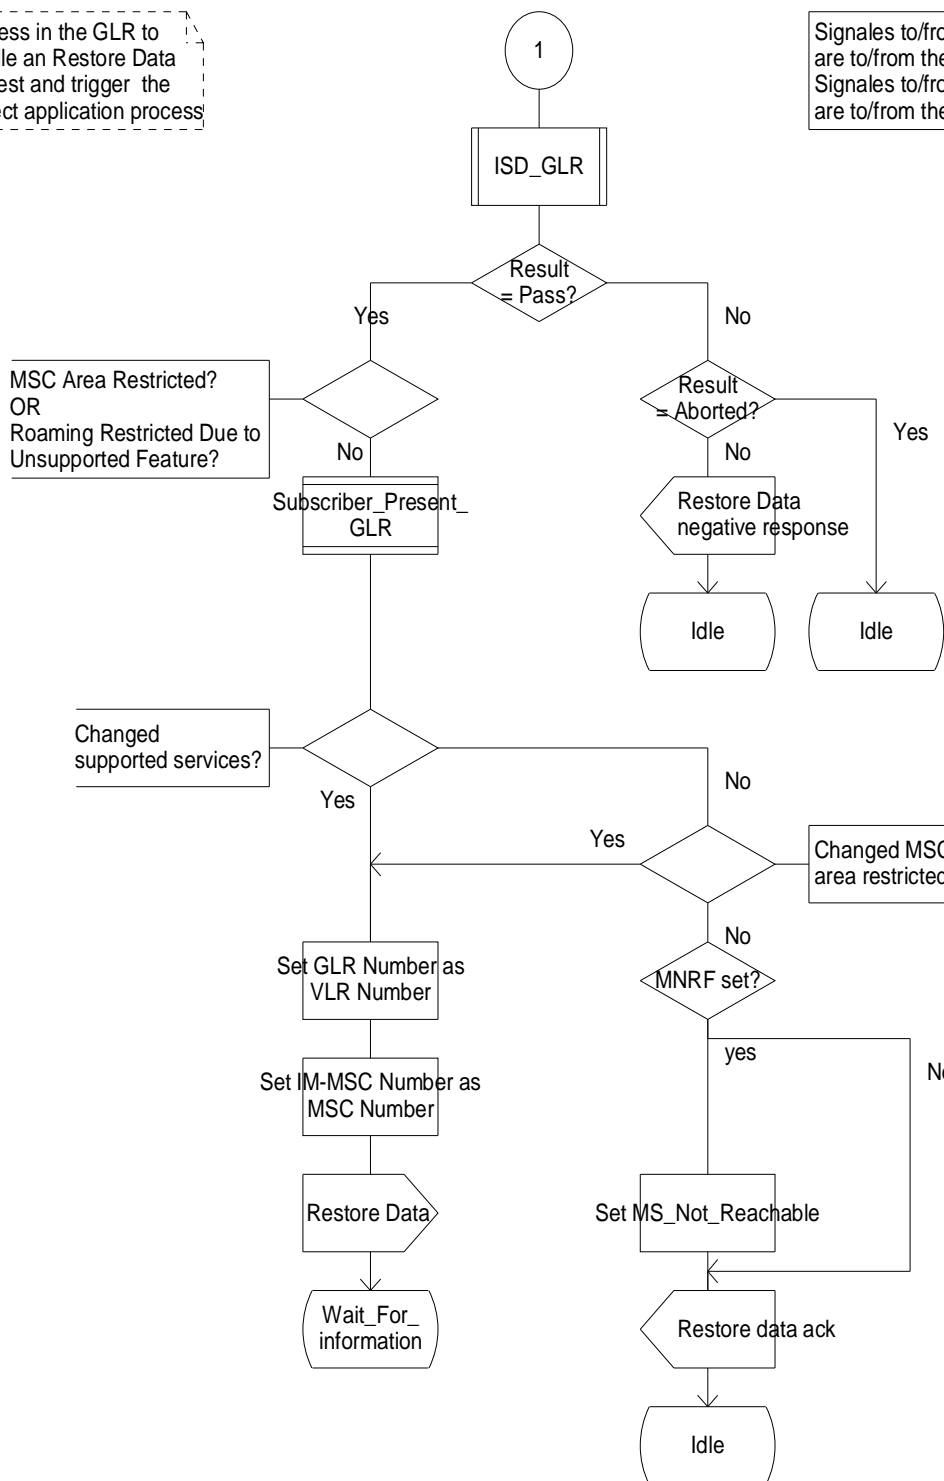 ess in the GLR to
le an Restore Data
est and trigger the
ct application process
1
Signales to/fro
are to/from the
Signales to/fro
are to/from the
ISD_GLR
Result
= Pass?
Yes
No
MSC Area Restricted?
OR
Roaming Restricted Due to
Unsupported Feature?
Result
= Aborted?
Yes
No
No
Subscriber_Present_
GLR
Restore Data
negative response
Idle
Idle
Changed
supported services?
Yes
No
Yes
Changed MSC
area restricted
No
Set GLR Number as
VLR Number
MNRF set?
yes
No
Set IM-MSC Number as
MSC Number
Restore Data
Set MS_Not_Reachable
Wait_For_
information
Restore data ack
Idle